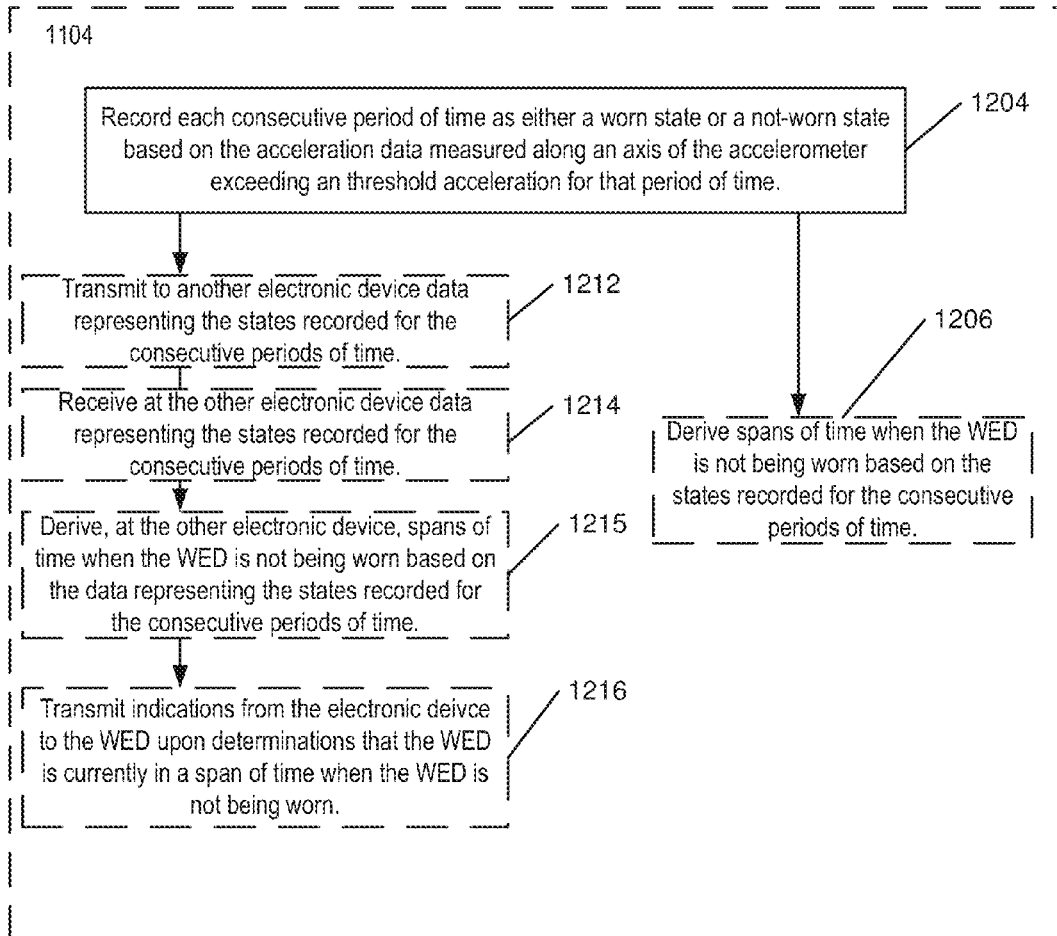 1104
1204
Record each consecutive period of time as either a worn state or a not-worn state
based on the acceleration data measured along an axis of the accelerometer
exceeding an threshold acceleration for that period of time.
1212
Transmit to another electronic device data
representing the states recorded for the
consecutive periods of time.
1214
Receive at the other electronic device data
representing the states recorded for the
consecutive periods of time.
1215
Derive, at the other electronic device, spans of
time when the WED is not being worn based on
the data representing the states recorded for
the consecutive periods of time.
1216
Transmit indications from the electronic deivce
to the WED upon determinations that the WED
is currently in a span of time when the WED is
not being worn.
1206
Derive spans of time when the WED
is not being worn based on the
states recorded for the consecutive
periods of time.